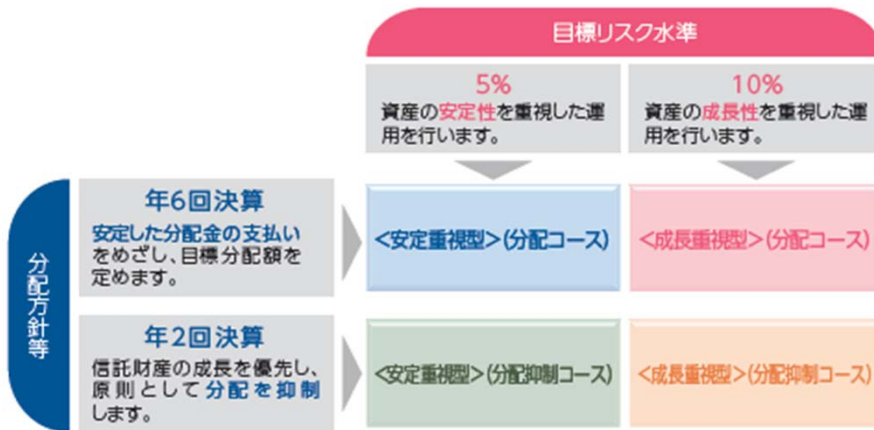 目標リスク水準
5%
資産の安定性を重視した運
用を行います。
10%
資産の成長性を重視した運
用を行います。
分配方針等
年6回決算
安定した分配金の支払い
をめざし、目標分配額を
定めます。
<安定重視型>(分配コース)
<成長重視型>(分配コース)
年2回決算
信託財産の成長を優先し、
原則として分配を抑制
します。
<安定重視型>(分配抑制コース)
<成長重視型>(分配抑制コース)